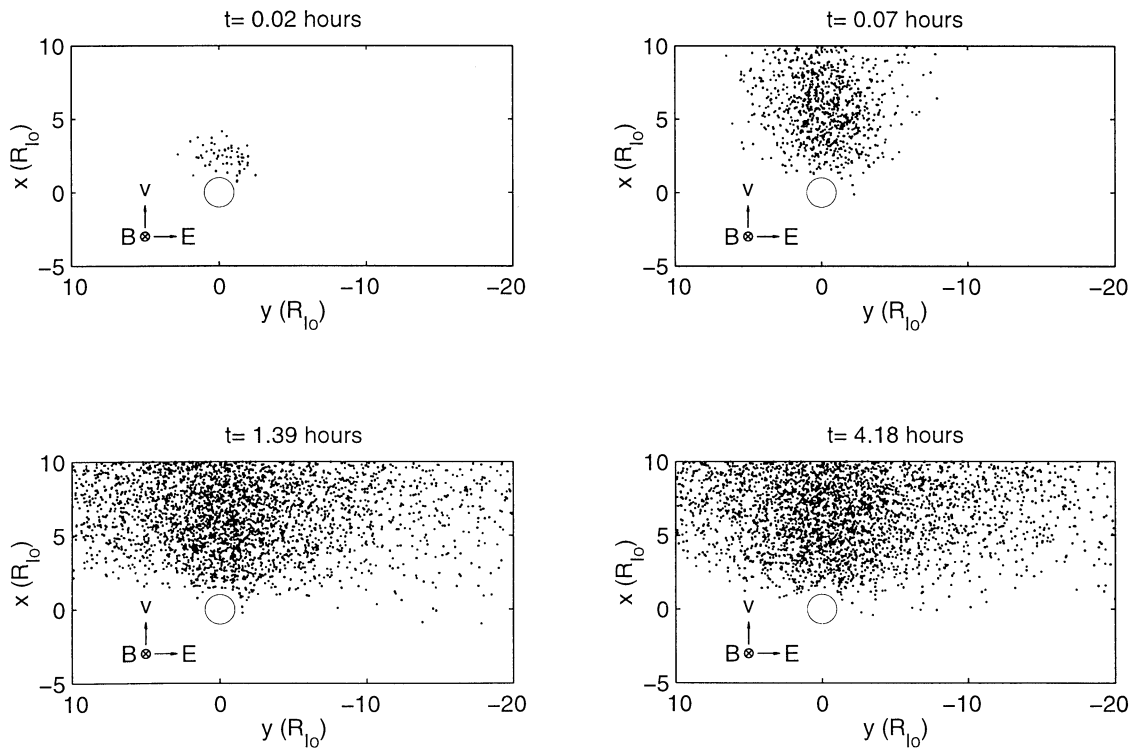 t= 0.02 hours
10
5
0
−5
x (R_Io)
v
B ⊗ E
10 0 −10 −20
y (R_Io)
t= 0.07 hours
10
5
0
−5
x (R_Io)
v
B ⊗ E
10 0 −10 −20
y (R_Io)
t= 1.39 hours
10
5
0
−5
x (R_Io)
v
B ⊗ E
10 0 −10 −20
y (R_Io)
t= 4.18 hours
10
5
0
−5
x (R_Io)
v
B ⊗ E
10 0 −10 −20
y (R_Io)